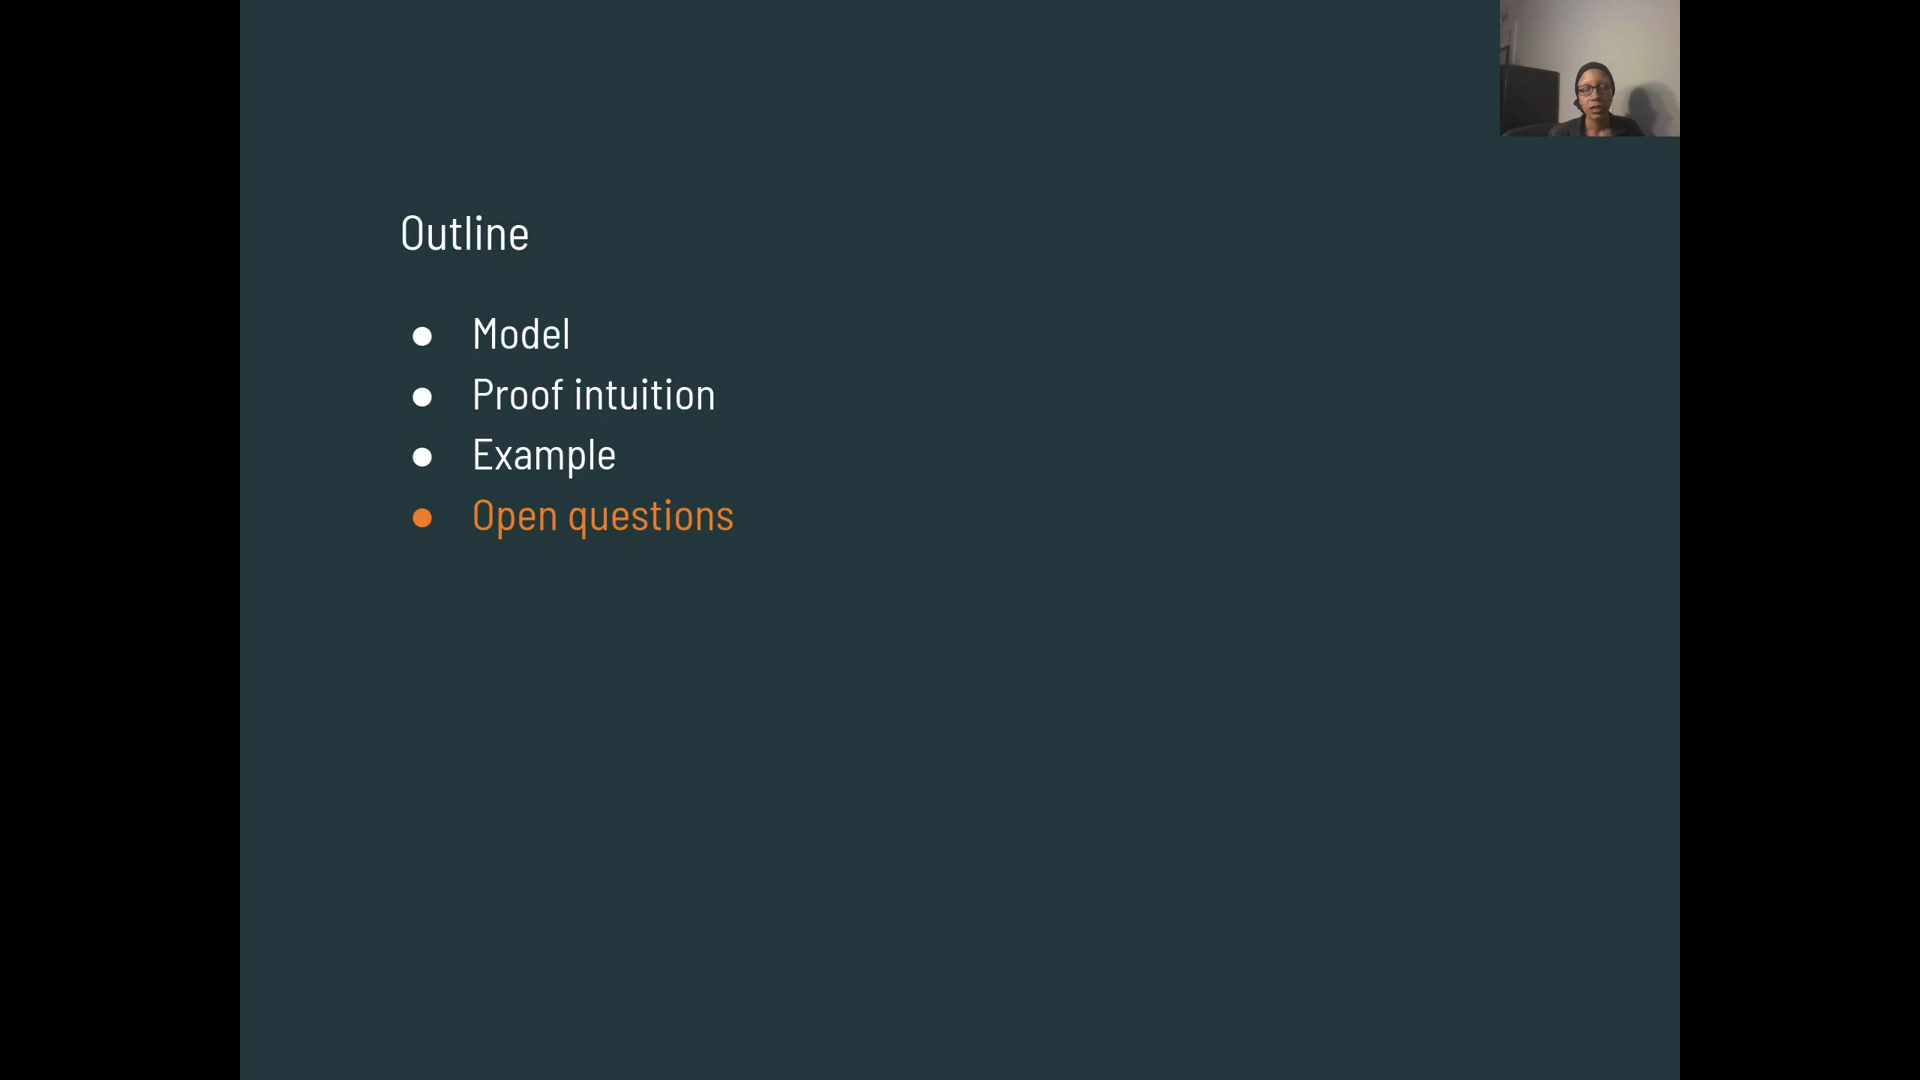 Outline
● Model
● Proof intuition
● Example
● Open questions